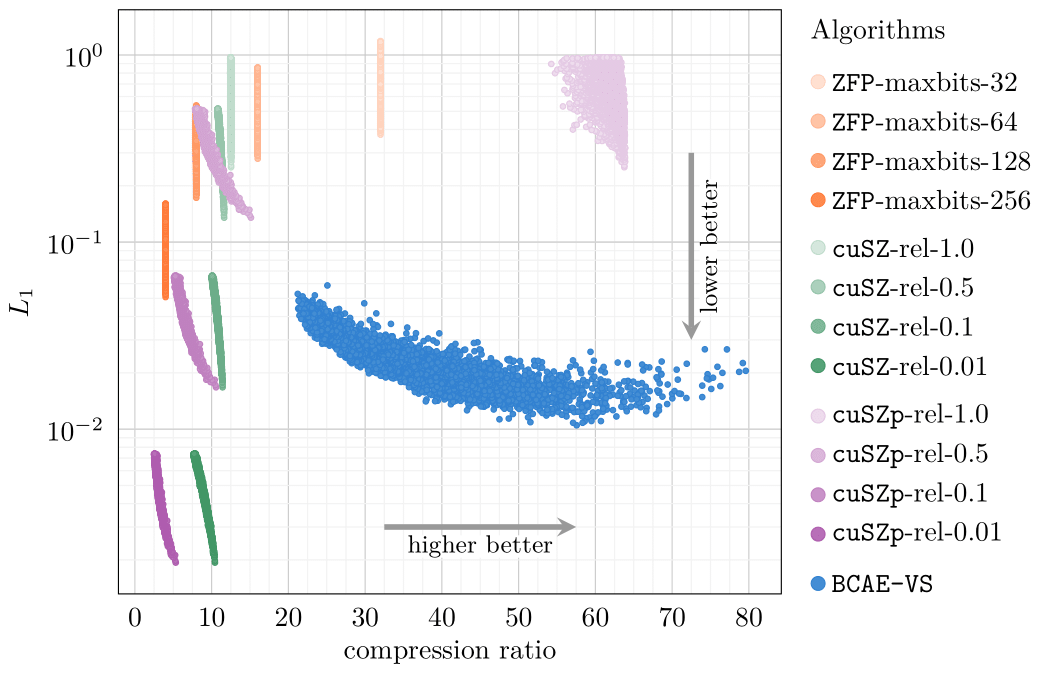 Algorithms
ZFP-maxbits-32
ZFP-maxbits-64
ZFP-maxbits-128
ZFP-maxbits-256
cuSZ-rel-1.0
cuSZ-rel-0.5
cuSZ-rel-0.1
cuSZ-rel-0.01
cuSZp-rel-1.0
cuSZp-rel-0.5
cuSZp-rel-0.1
cuSZp-rel-0.01
BCAE-VS
10⁰
10⁻¹
10⁻²
L₁
lower better
higher better
0 10 20 30 40 50 60 70 80
compression ratio